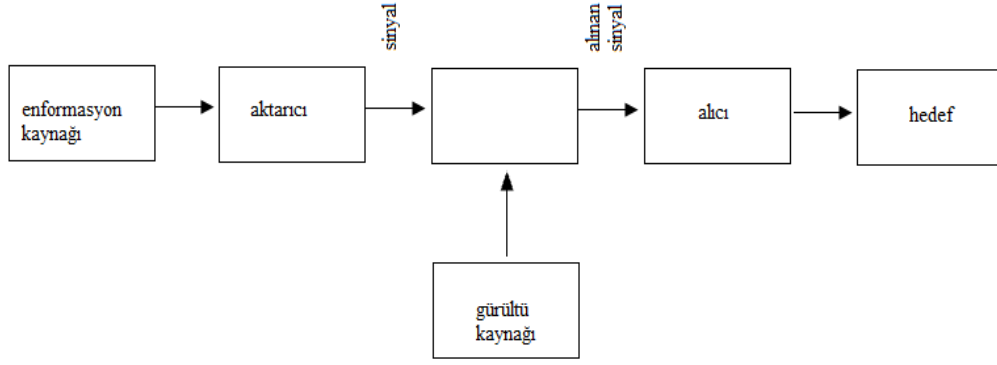 sinyal
alınan
sinyal
enformasyon
kaynağı
aktarıcı
alıcı
hedef
gürültü
kaynağı